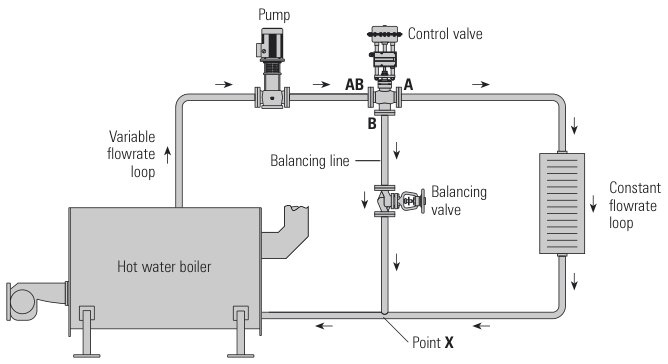 Pump
Control valve
AB
A
B
Variable
flowrate
loop
Balancing line
Balancing
valve
Constant
flowrate
loop
Hot water boiler
Point X